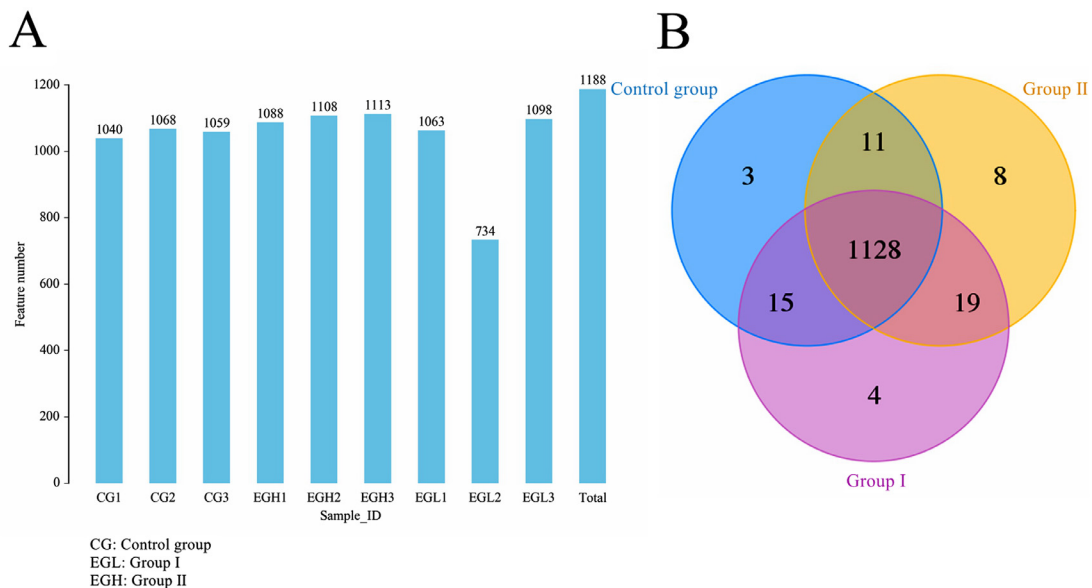 A
1188
1113
1108
1098
1088
1068
1063
1059
1040
734
1200
1000
800
600
400
200
0
Feature number
CG1 CG2 CG3 EGH1 EGH2 EGH3 EGL1 EGL2 EGL3 Total
Sample_ID
CG: Control group
EGL: Group I
EGH: Group II
B
Control group
Group II
11
3
8
1128
15
19
4
Group I